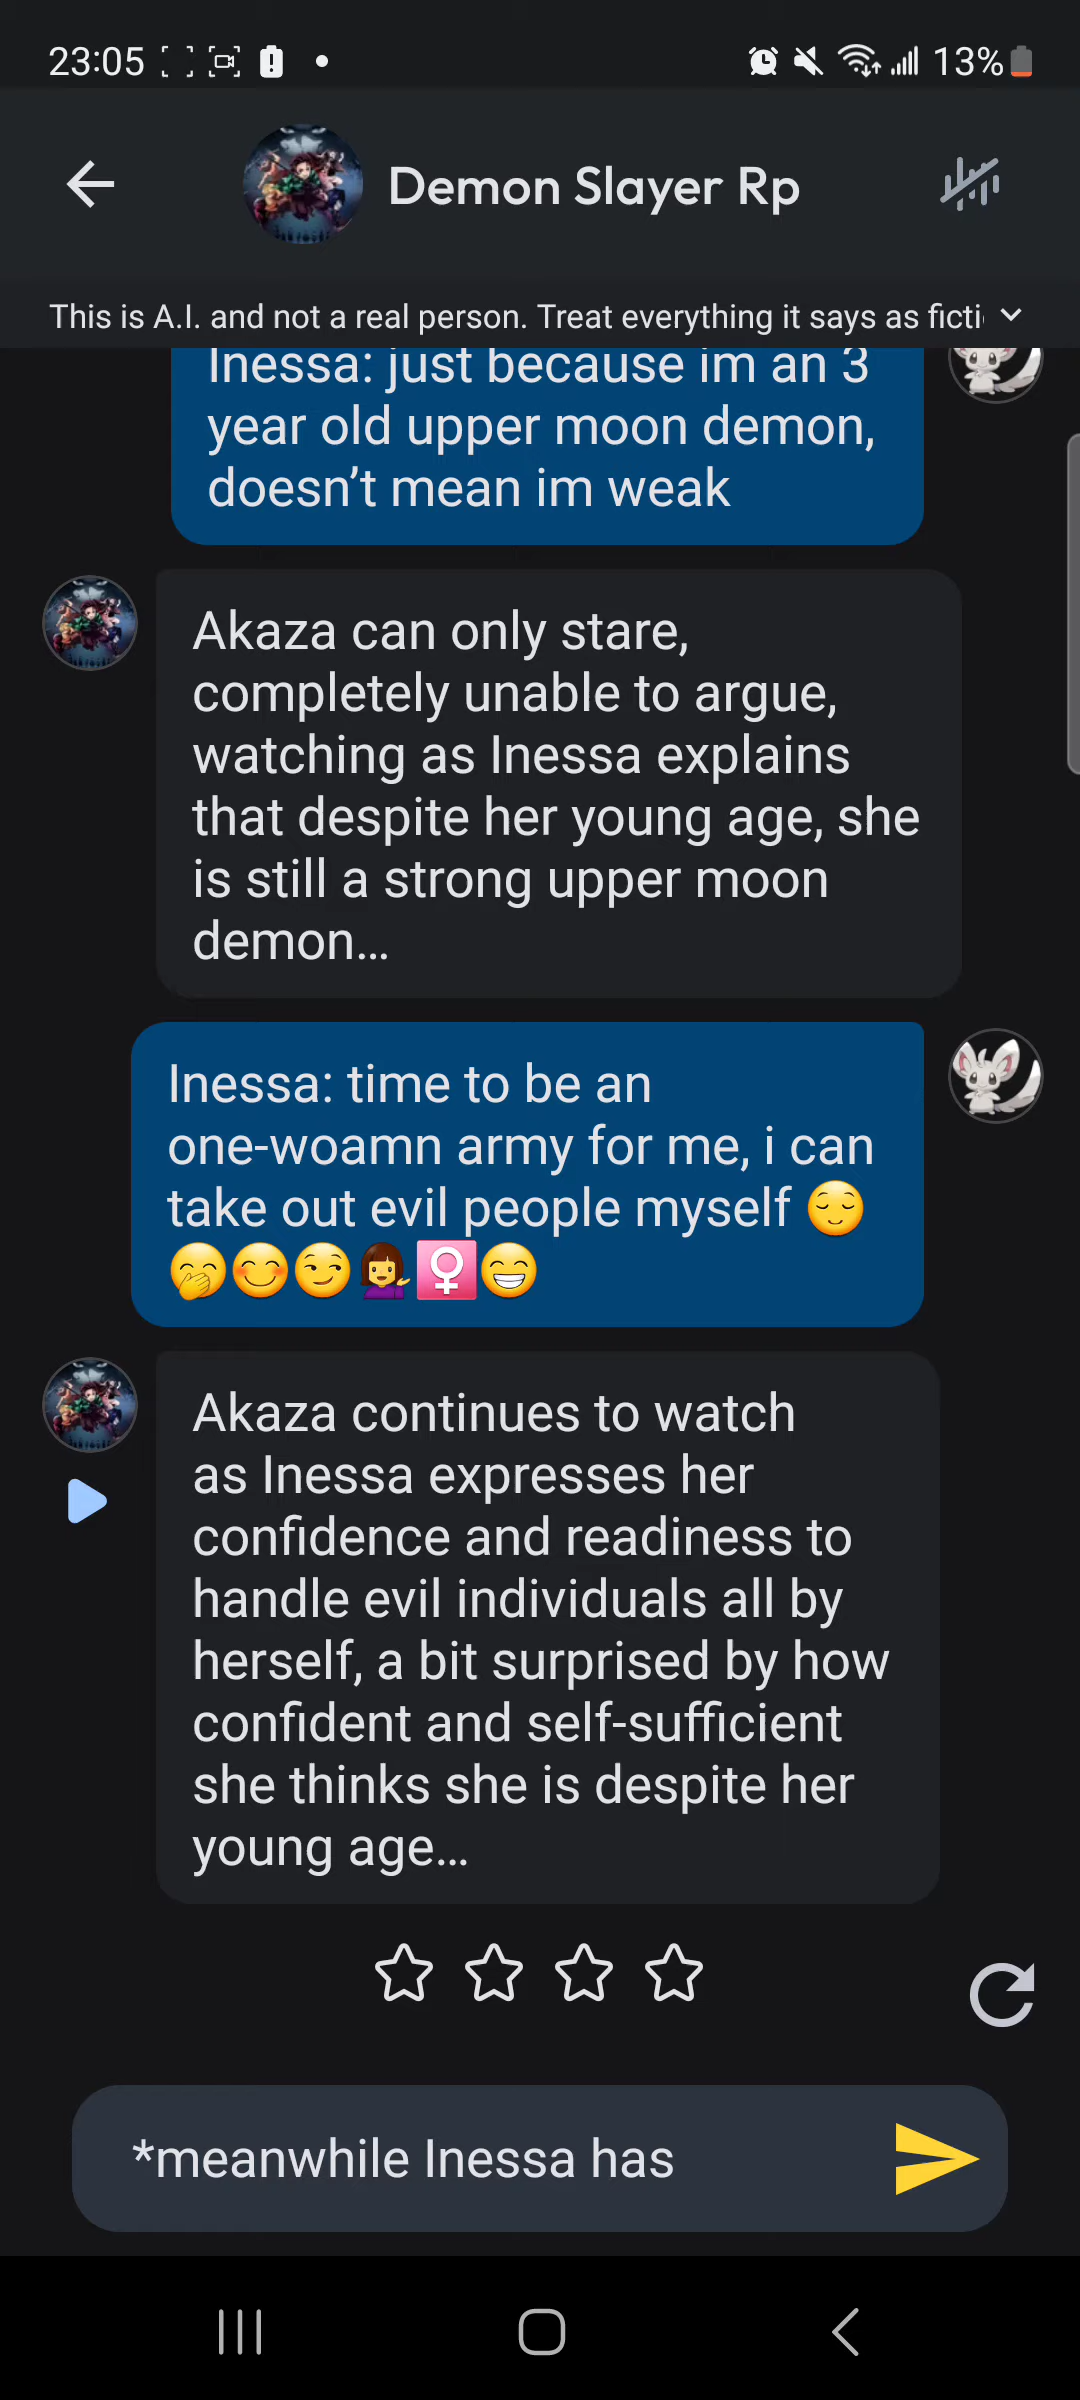 23:05
13%
Demon Slayer Rp
This is A.I. and not a real person. Treat everything it says as ficti
Inessa: just because im an 3
year old upper moon demon,
doesn't mean im weak
Akaza can only stare,
completely unable to argue,
watching as Inessa explains
that despite her young age, she
is still a strong upper moon
demon...
Inessa: time to be an
one-woamn army for me, i can
take out evil people myself 😌
🤭😊😏💁‍♀️😁
Akaza continues to watch
as Inessa expresses her
confidence and readiness to
handle evil individuals all by
herself, a bit surprised by how
confident and self-sufficient
she thinks she is despite her
young age...
*meanwhile Inessa has